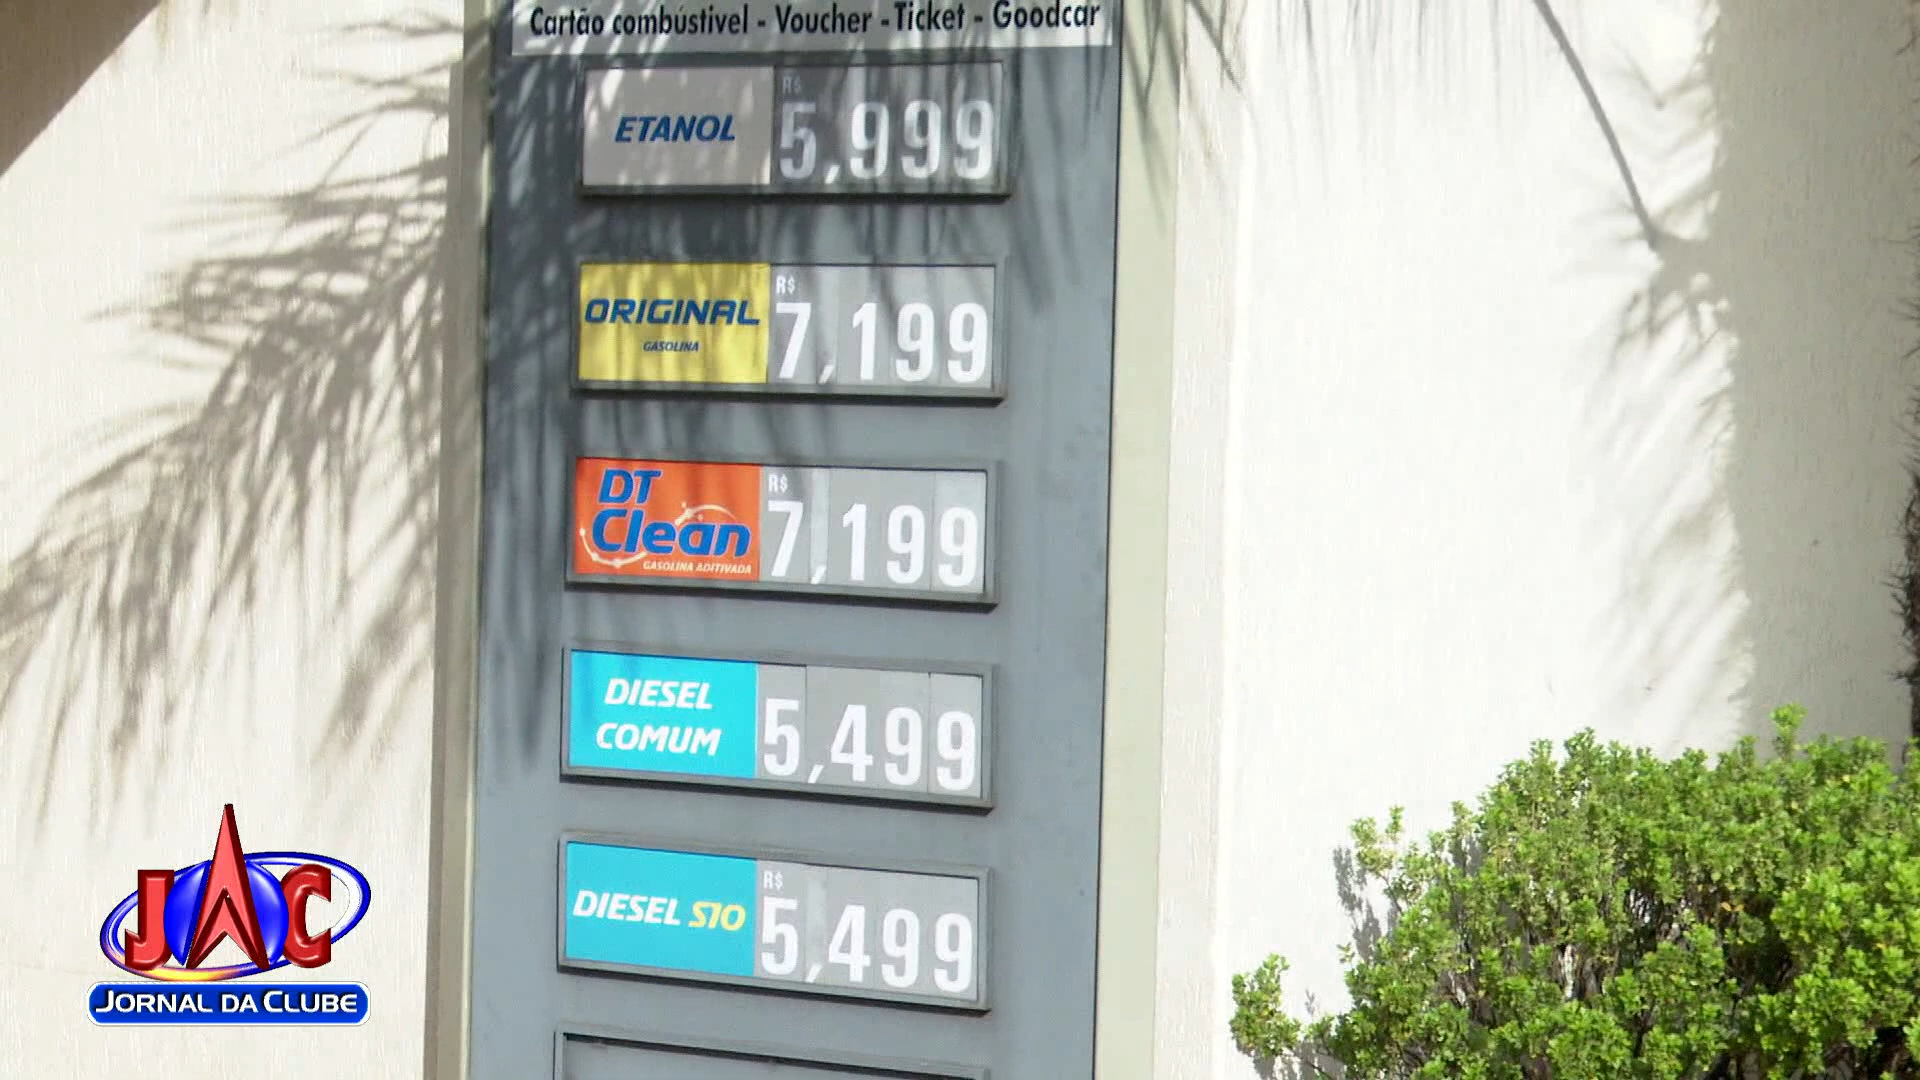 Cartão combústivel - Voucher - Ticket - Goodcar
ETANOL
R$
5,999
ORIGINAL
GASOLINA
R$
7,199
DT
Clean
GASOLINA ADITIVADA
R$
7,199
DIESEL
COMUM
5,499
DIESEL S10
R$
5,499
JAC
JORNAL DA CLUBE